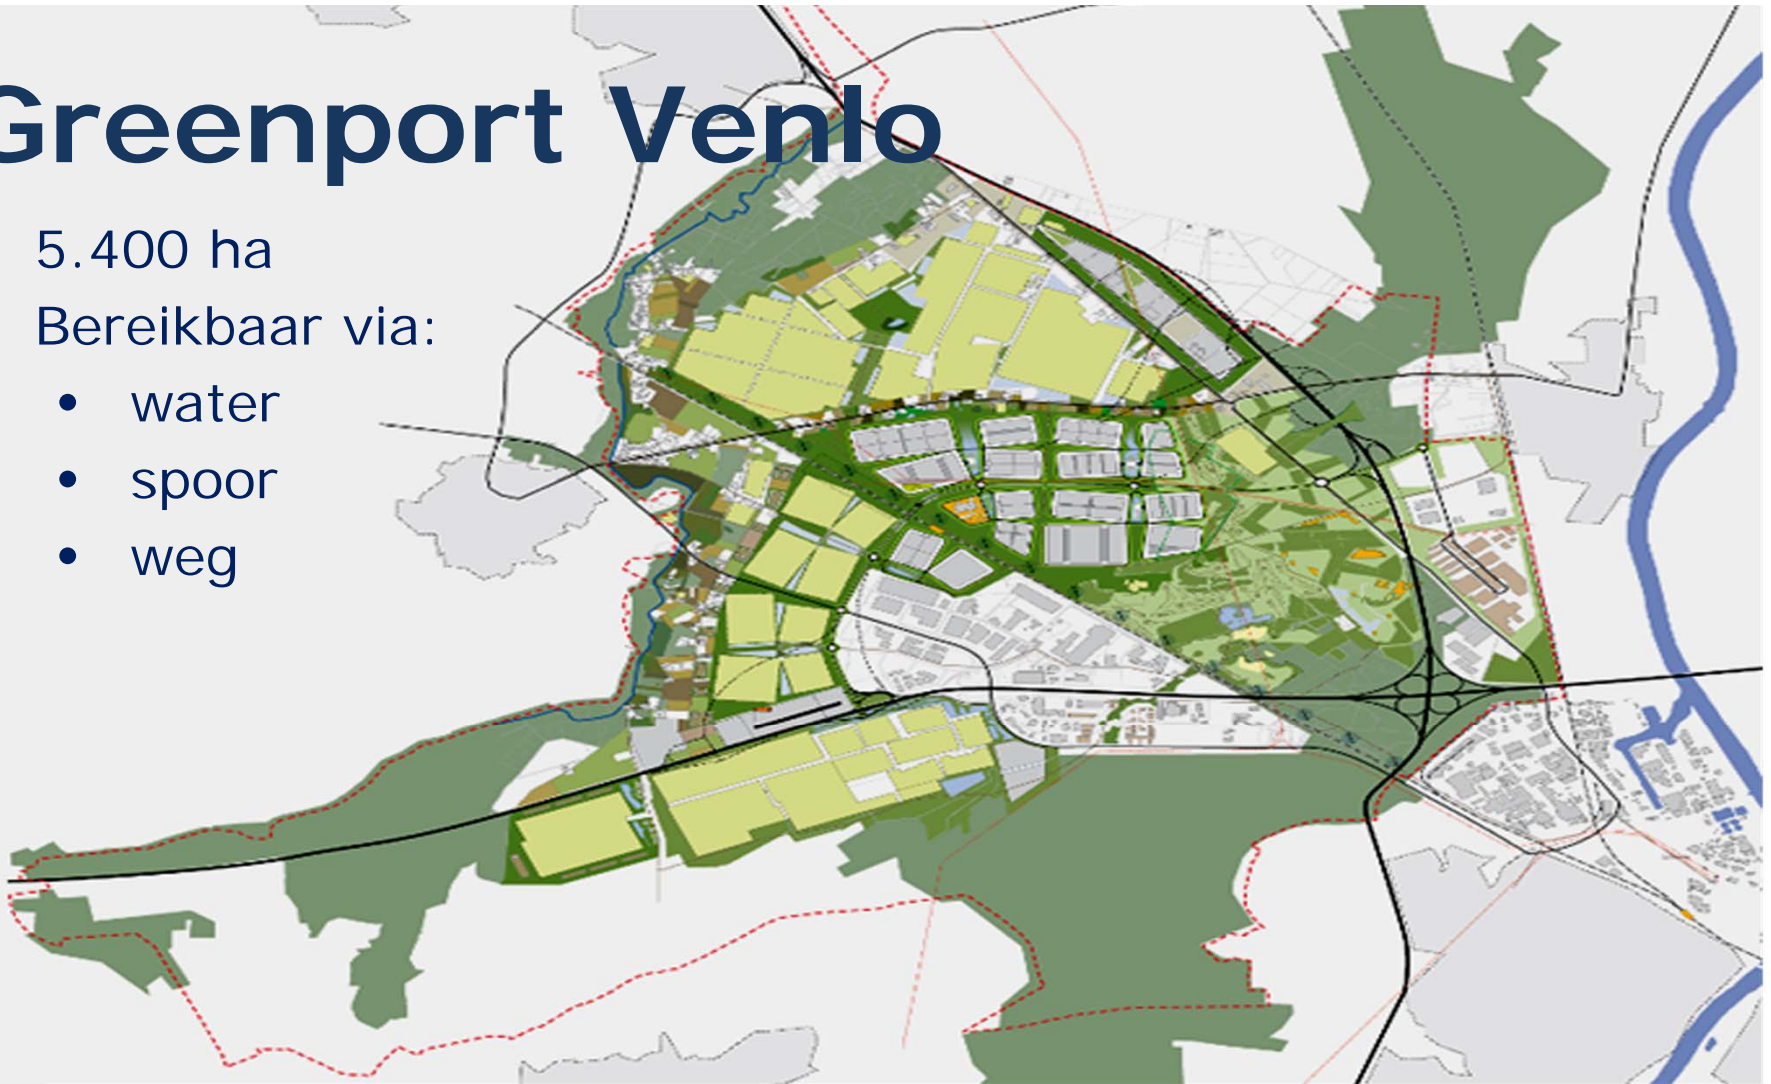 Greenport Venlo
5.400 ha
Bereikbaar via:
• water
• spoor
• weg